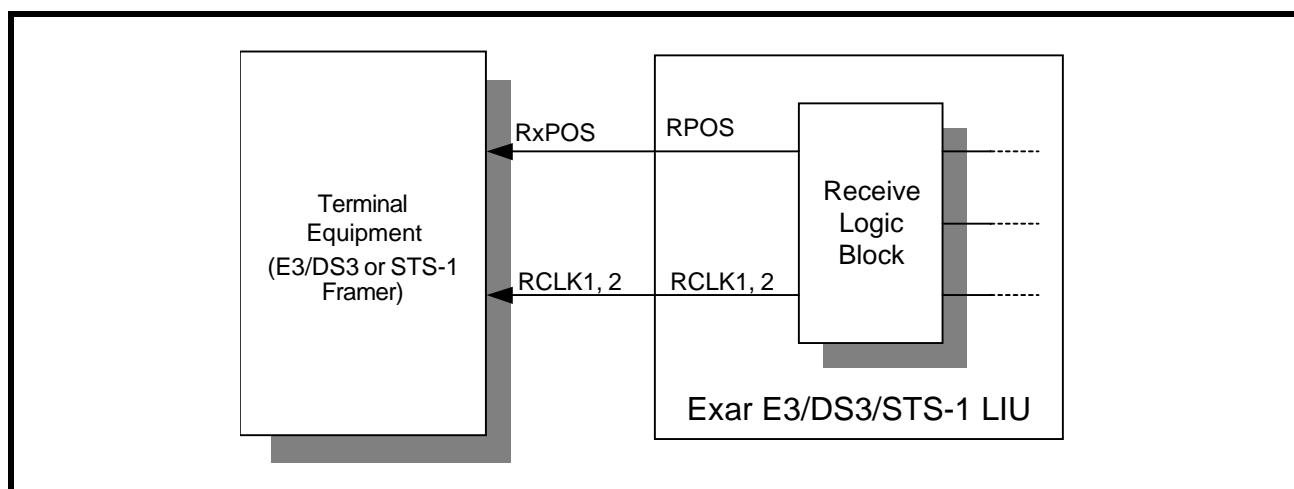 RxPOS
RPOS
Terminal
Equipment
(E3/DS3 or STS-1
Framer)
Receive
Logic
Block
RCLK1, 2
RCLK1, 2
Exar E3/DS3/STS-1 LIU